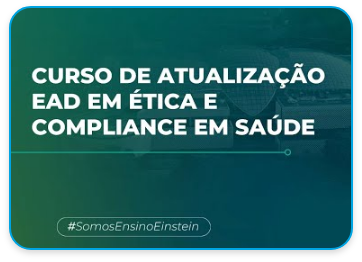 CURSO DE ATUALIZAÇÃO
EAD EM ÉTICA E
COMPLIANCE EM SAÚDE
#SomosEnsinoEinstein